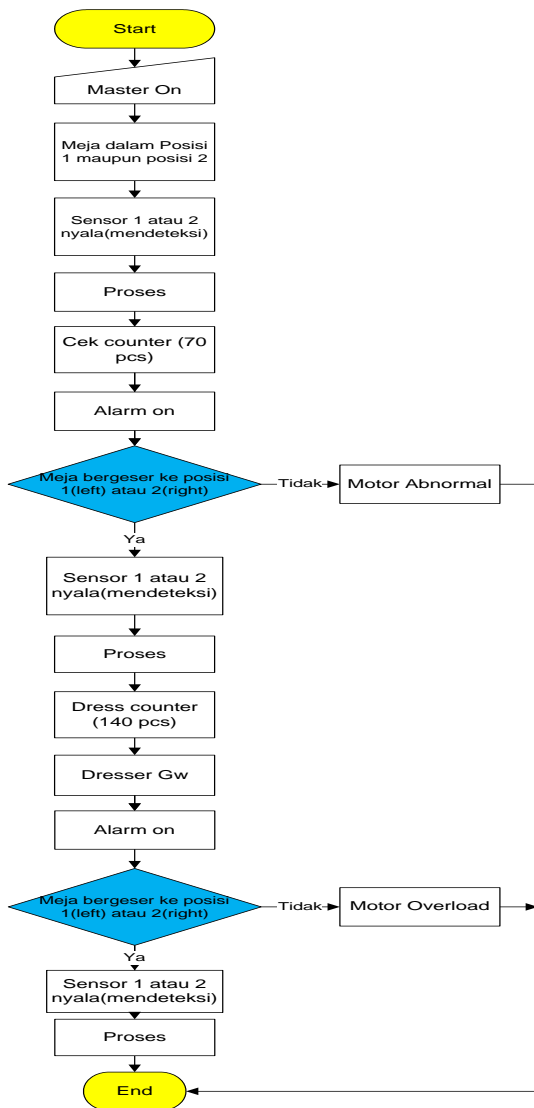 Start
Master On
Meja dalam Posisi
1 maupun posisi 2
Sensor 1 atau 2
nyala(mendeteksi)
Proses
Cek counter (70
pcs)
Alarm on
Meja bergeser ke posisi
1(left) atau 2(right)
Tidak
Motor Abnormal
Ya
Sensor 1 atau 2
nyala(mendeteksi)
Proses
Dress counter
(140 pcs)
Dresser Gw
Alarm on
Meja bergeser ke posisi
1(left) atau 2(right)
Tidak
Motor Overload
Ya
Sensor 1 atau 2
nyala(mendeteksi)
Proses
End